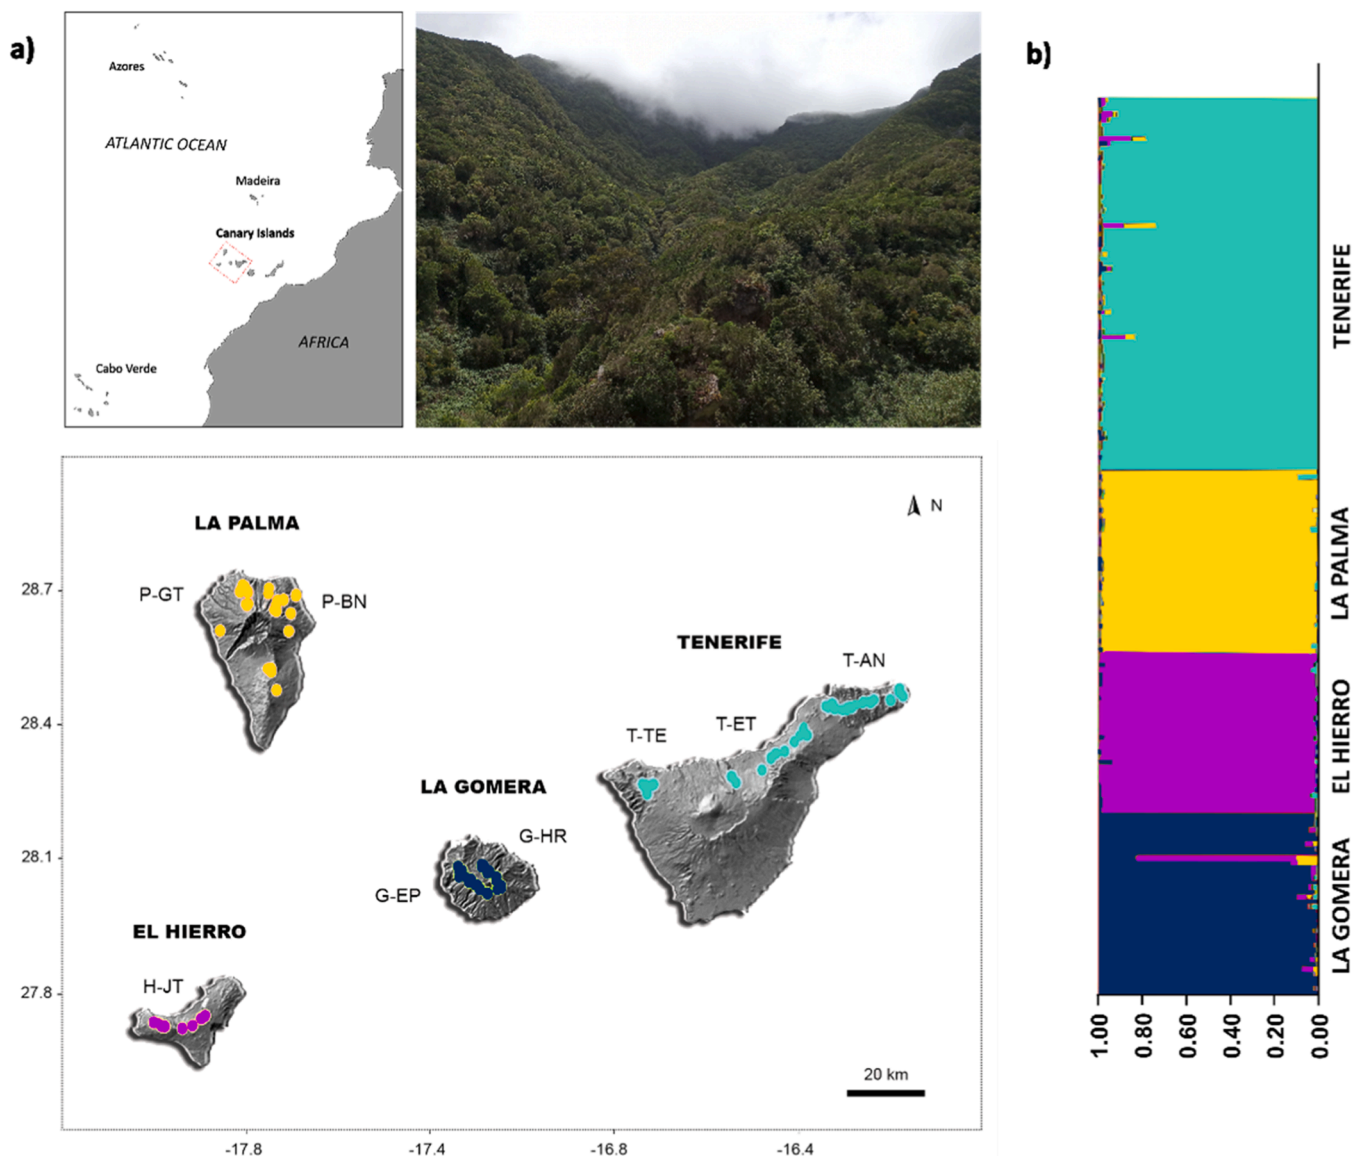 a)
Azores
ATLANTIC OCEAN
Madeira
Canary Islands
AFRICA
Cabo Verde
LA PALMA
N
28.7
P-GT
P-BN
TENERIFE
T-AN
28.4
T-ET
T-TE
LA GOMERA
G-HR
28.1
G-EP
EL HIERRO
H-JT
27.8
20 km
-17.8
-17.4
-16.8
-16.4
b)
TENERIFE
LA PALMA
EL HIERRO
LA GOMERA
1.00
0.80
0.60
0.40
0.20
0.00